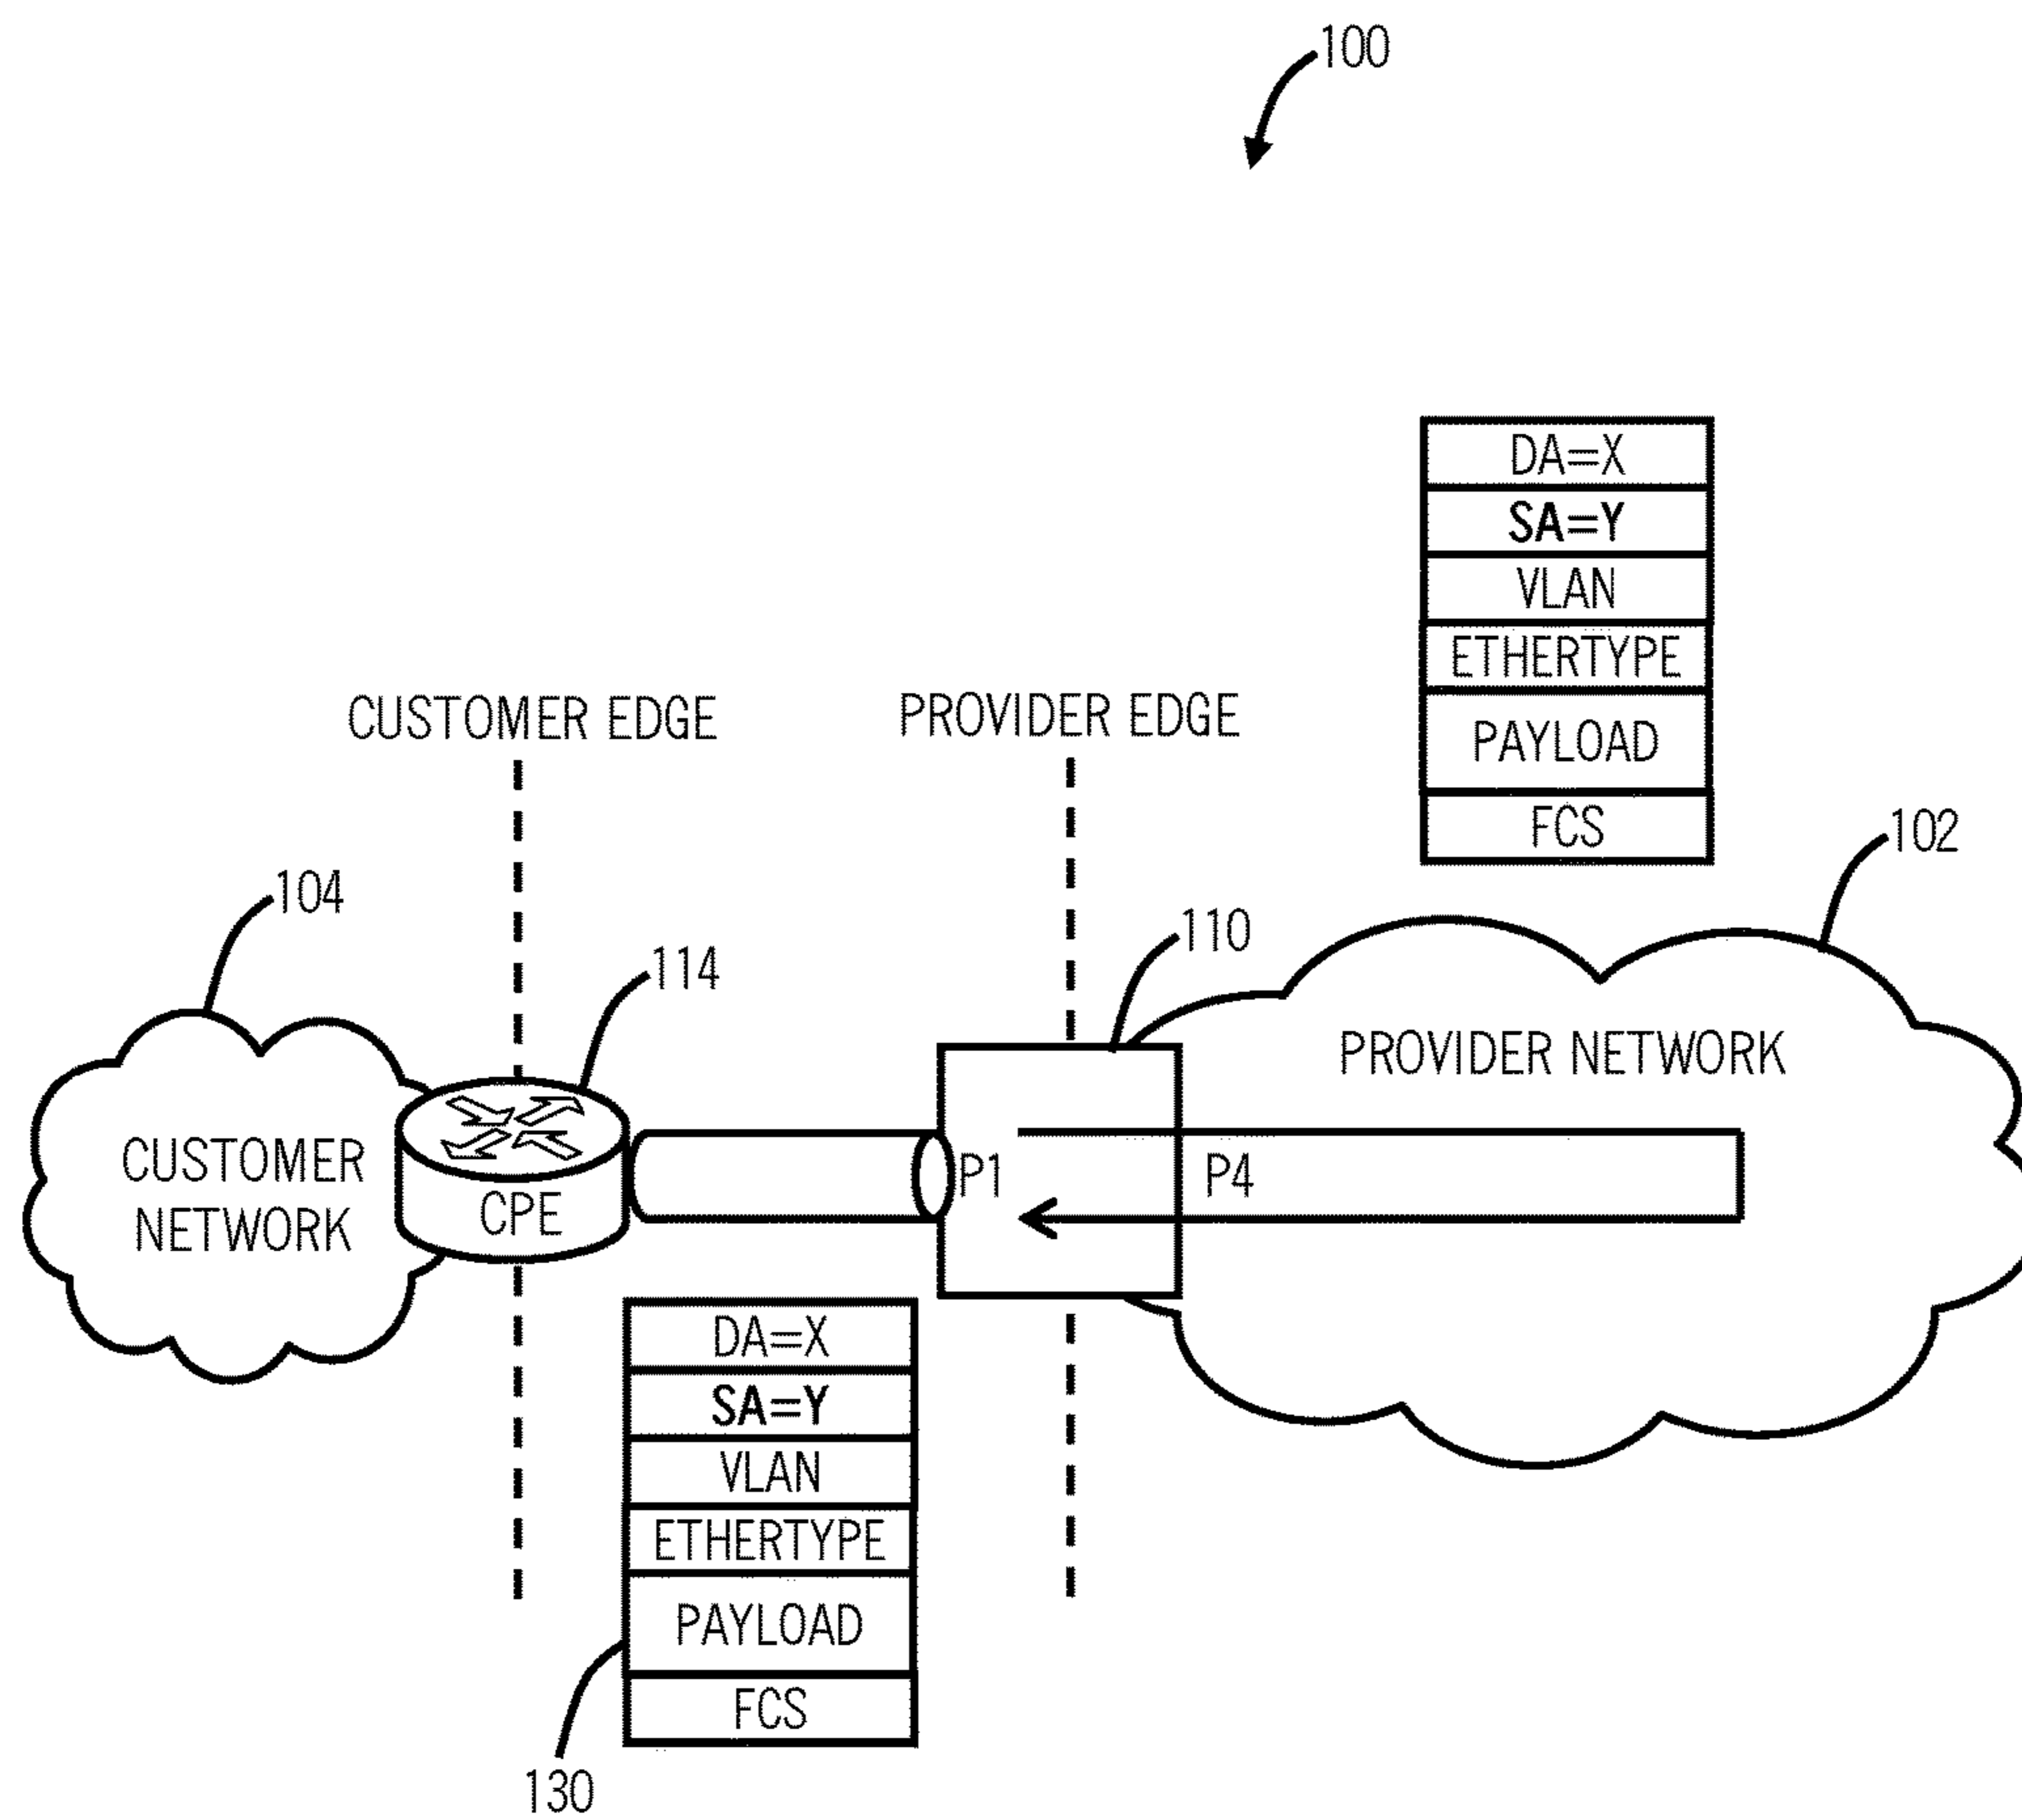 100
DA=X
SA=Y
VLAN
ETHERTYPE
PAYLOAD
FCS
CUSTOMER EDGE
PROVIDER EDGE
102
104
110
114
PROVIDER NETWORK
CUSTOMER
NETWORK
CPE
P1
P4
DA=X
SA=Y
VLAN
ETHERTYPE
PAYLOAD
FCS
130